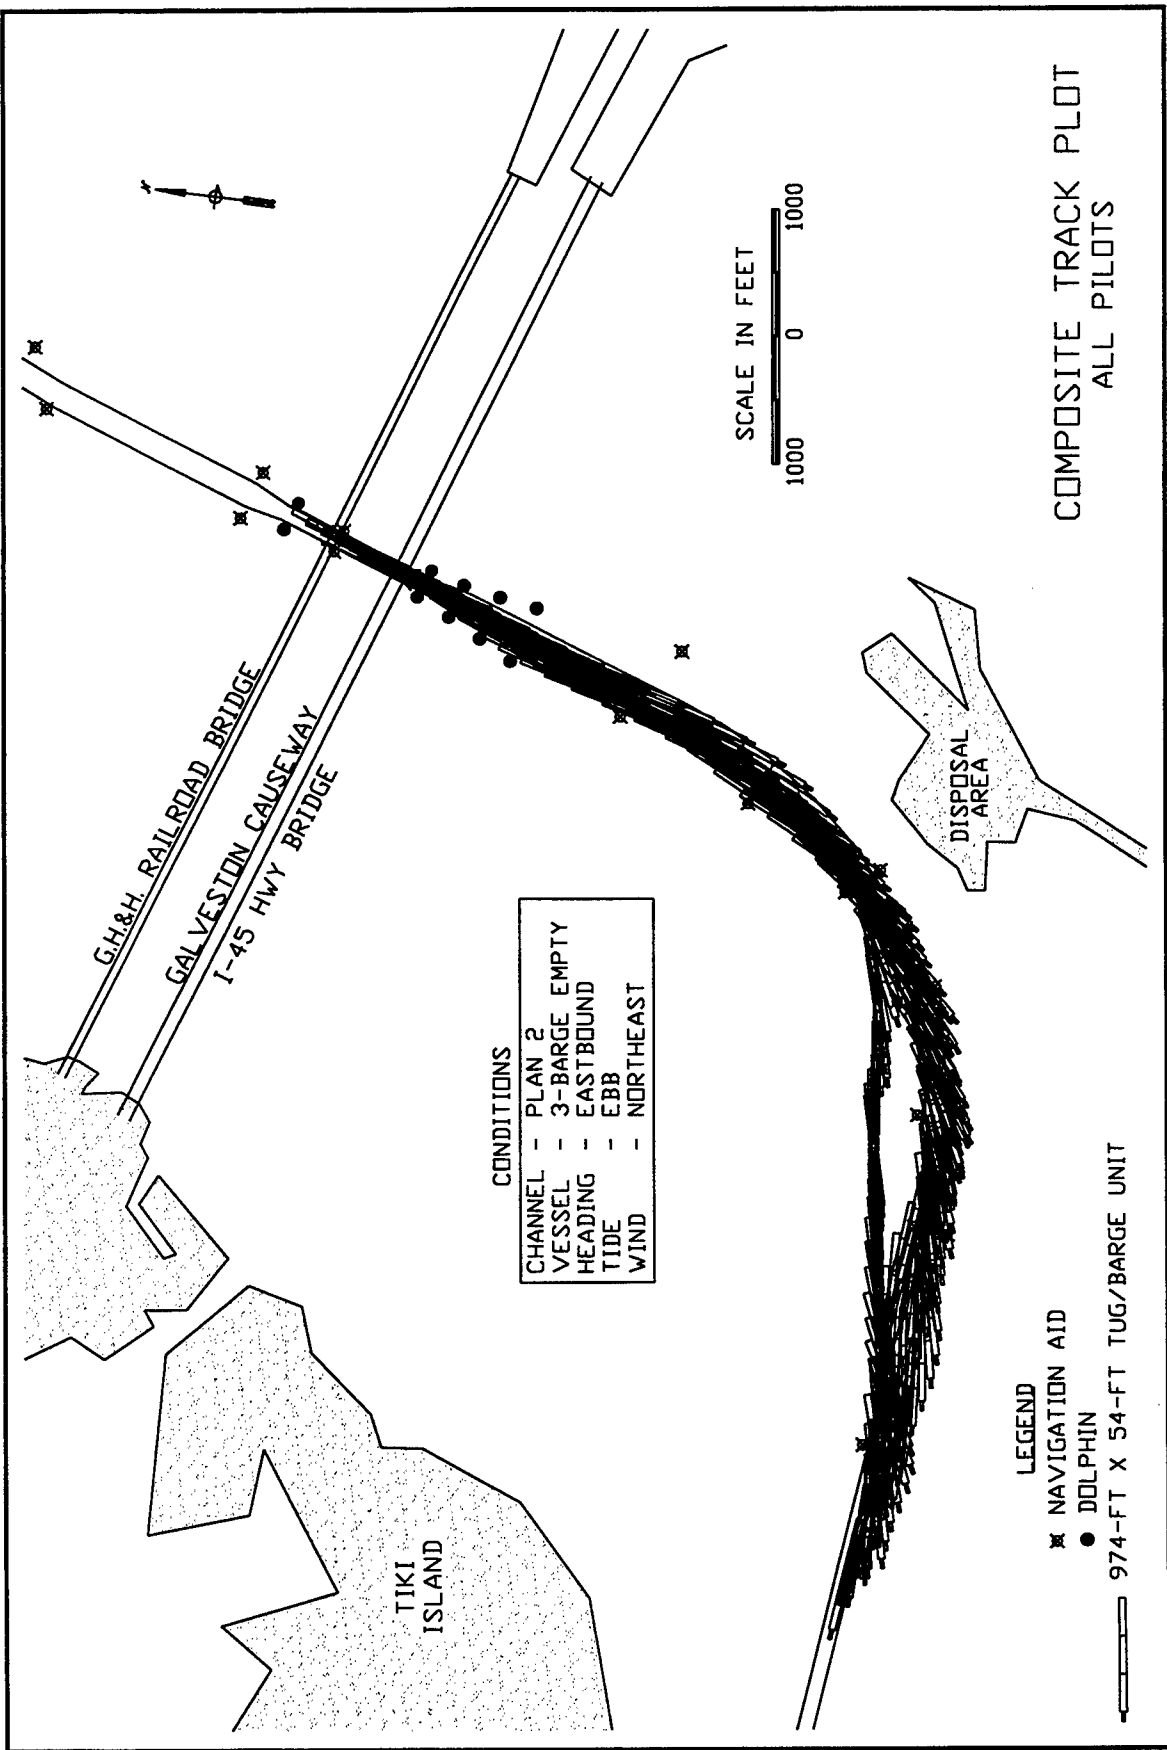 G.H.&H. RAILROAD BRIDGE
GALVESTON CAUSEWAY
I-45 HWY BRIDGE
N
TIKI
ISLAND
CONDITIONS
CHANNEL - PLAN 2
VESSEL - 3-BARGE EMPTY
HEADING - EASTBOUND
TIDE - EBB
WIND - NORTHEAST
SCALE IN FEET
1000 0 1000
DISPOSAL
AREA
LEGEND
NAVIGATION AID
DOLPHIN
974-FT X 54-FT TUG/BARGE UNIT
COMPOSITE TRACK PLOT
ALL PILOTS